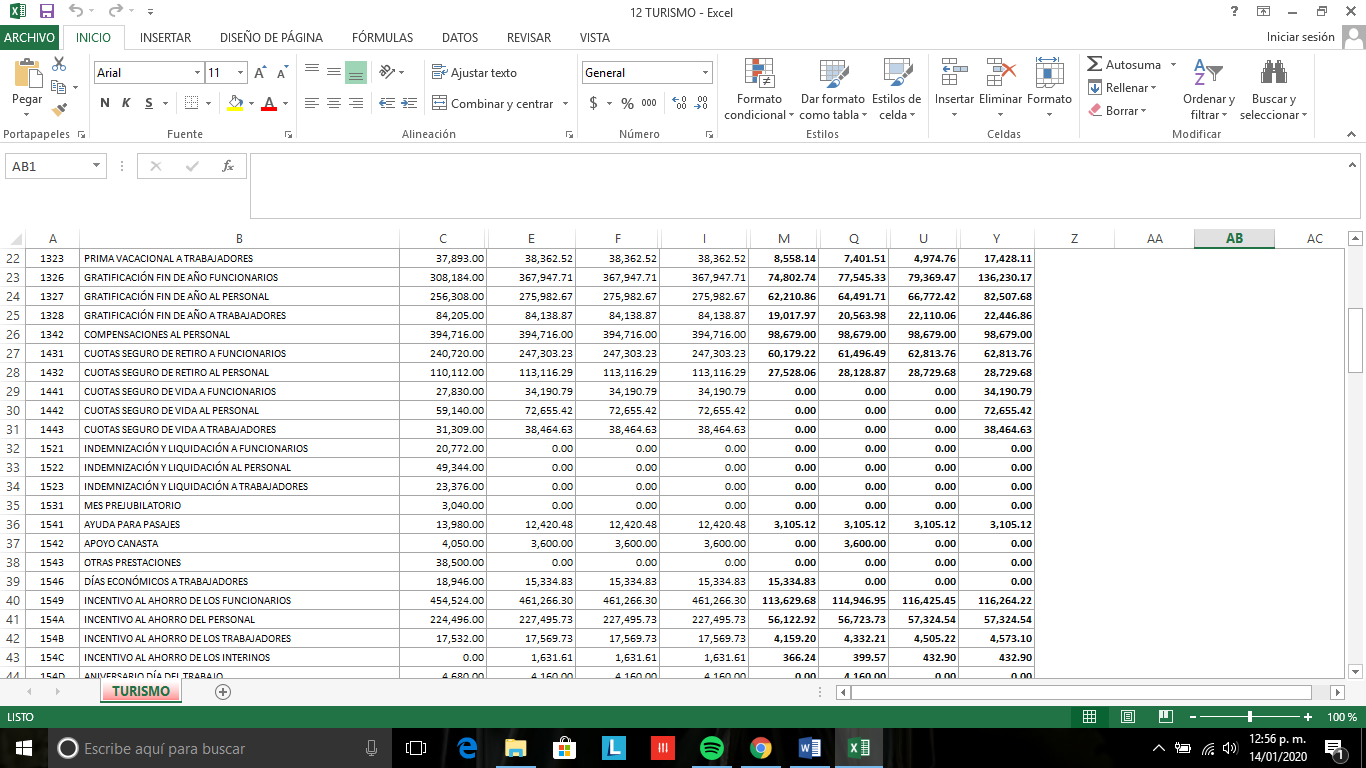 12 TURISMO - Excel
?
ARCHIVO INICIO INSERTAR DISEÑO DE PÁGINA FÓRMULAS DATOS REVISAR VISTA Iniciar sesión
Pegar
Portapapeles
Arial 11 A A
N K S A
Fuente
Ajustar texto
Combinar y centrar
Alineación
General
$ % 000
Número
Formato condicional
Dar formato como tabla
Estilos de celda
Estilos
Insertar Eliminar Formato
Celdas
Autosuma
Rellenar
Borrar
Ordenar y filtrar
Buscar y seleccionar
Modificar
AB1 fx
A B C E F I M Q U Y Z AA AB AC
22 1323 PRIMA VACACIONAL A TRABAJADORES 37,893.00 38,362.52 38,362.52 38,362.52 8,558.14 7,401.51 4,974.76 17,428.11
23 1326 GRATIFICACIÓN FIN DE AÑO FUNCIONARIOS 308,184.00 367,947.71 367,947.71 367,947.71 74,802.74 77,545.33 79,369.47 136,230.17
24 1327 GRATIFICACIÓN FIN DE AÑO AL PERSONAL 256,308.00 275,982.67 275,982.67 275,982.67 62,210.86 64,491.71 66,772.42 82,507.68
25 1328 GRATIFICACIÓN FIN DE AÑO A TRABAJADORES 84,205.00 84,138.87 84,138.87 84,138.87 19,017.97 20,563.98 22,110.06 22,446.86
26 1342 COMPENSACIONES AL PERSONAL 394,716.00 394,716.00 394,716.00 394,716.00 98,679.00 98,679.00 98,679.00 98,679.00
27 1431 CUOTAS SEGURO DE RETIRO A FUNCIONARIOS 240,720.00 247,303.23 247,303.23 247,303.23 60,179.22 61,496.49 62,813.76 62,813.76
28 1432 CUOTAS SEGURO DE RETIRO AL PERSONAL 110,112.00 113,116.29 113,116.29 113,116.29 27,528.06 28,128.87 28,729.68 28,729.68
29 1441 CUOTAS SEGURO DE VIDA A FUNCIONARIOS 27,830.00 34,190.79 34,190.79 34,190.79 0.00 0.00 0.00 34,190.79
30 1442 CUOTAS SEGURO DE VIDA AL PERSONAL 59,140.00 72,655.42 72,655.42 72,655.42 0.00 0.00 0.00 72,655.42
31 1443 CUOTAS SEGURO DE VIDA A TRABAJADORES 31,309.00 38,464.63 38,464.63 38,464.63 0.00 0.00 0.00 38,464.63
32 1521 INDEMNIZACIÓN Y LIQUIDACIÓN A FUNCIONARIOS 20,772.00 0.00 0.00 0.00 0.00 0.00 0.00 0.00
33 1522 INDEMNIZACIÓN Y LIQUIDACIÓN AL PERSONAL 49,344.00 0.00 0.00 0.00 0.00 0.00 0.00 0.00
34 1523 INDEMNIZACIÓN Y LIQUIDACIÓN A TRABAJADORES 23,376.00 0.00 0.00 0.00 0.00 0.00 0.00 0.00
35 1531 MES PREJUBILATORIO 3,040.00 0.00 0.00 0.00 0.00 0.00 0.00 0.00
36 1541 AYUDA PARA PASAJES 13,980.00 12,420.48 12,420.48 12,420.48 3,105.12 3,105.12 3,105.12 3,105.12
37 1542 APOYO CANASTA 4,050.00 3,600.00 3,600.00 3,600.00 0.00 3,600.00 0.00 0.00
38 1543 OTRAS PRESTACIONES 38,500.00 0.00 0.00 0.00 0.00 0.00 0.00 0.00
39 1546 DÍAS ECONÓMICOS A TRABAJADORES 18,946.00 15,334.83 15,334.83 15,334.83 15,334.83 0.00 0.00 0.00
40 1549 INCENTIVO AL AHORRO DE LOS FUNCIONARIOS 454,524.00 461,266.30 461,266.30 461,266.30 113,629.68 114,946.95 116,425.45 116,264.22
41 154A INCENTIVO AL AHORRO DEL PERSONAL 224,496.00 227,495.73 227,495.73 227,495.73 56,122.92 56,723.73 57,324.54 57,324.54
42 154B INCENTIVO AL AHORRO DE LOS TRABAJADORES 17,532.00 17,569.73 17,569.73 17,569.73 4,159.20 4,332.21 4,505.22 4,573.10
43 154C INCENTIVO AL AHORRO DE LOS INTERINOS 0.00 1,631.61 1,631.61 1,631.61 366.24 399.57 432.90 432.90
44 154D ANIVERSARIO DÍA DEL TRABAJO 4,680.00 4,160.00 4,160.00 4,160.00 0.00 4,160.00 0.00 0.00
TURISMO
LISTO 100 %
Escribe aquí para buscar
12:56 p. m.
14/01/2020
1